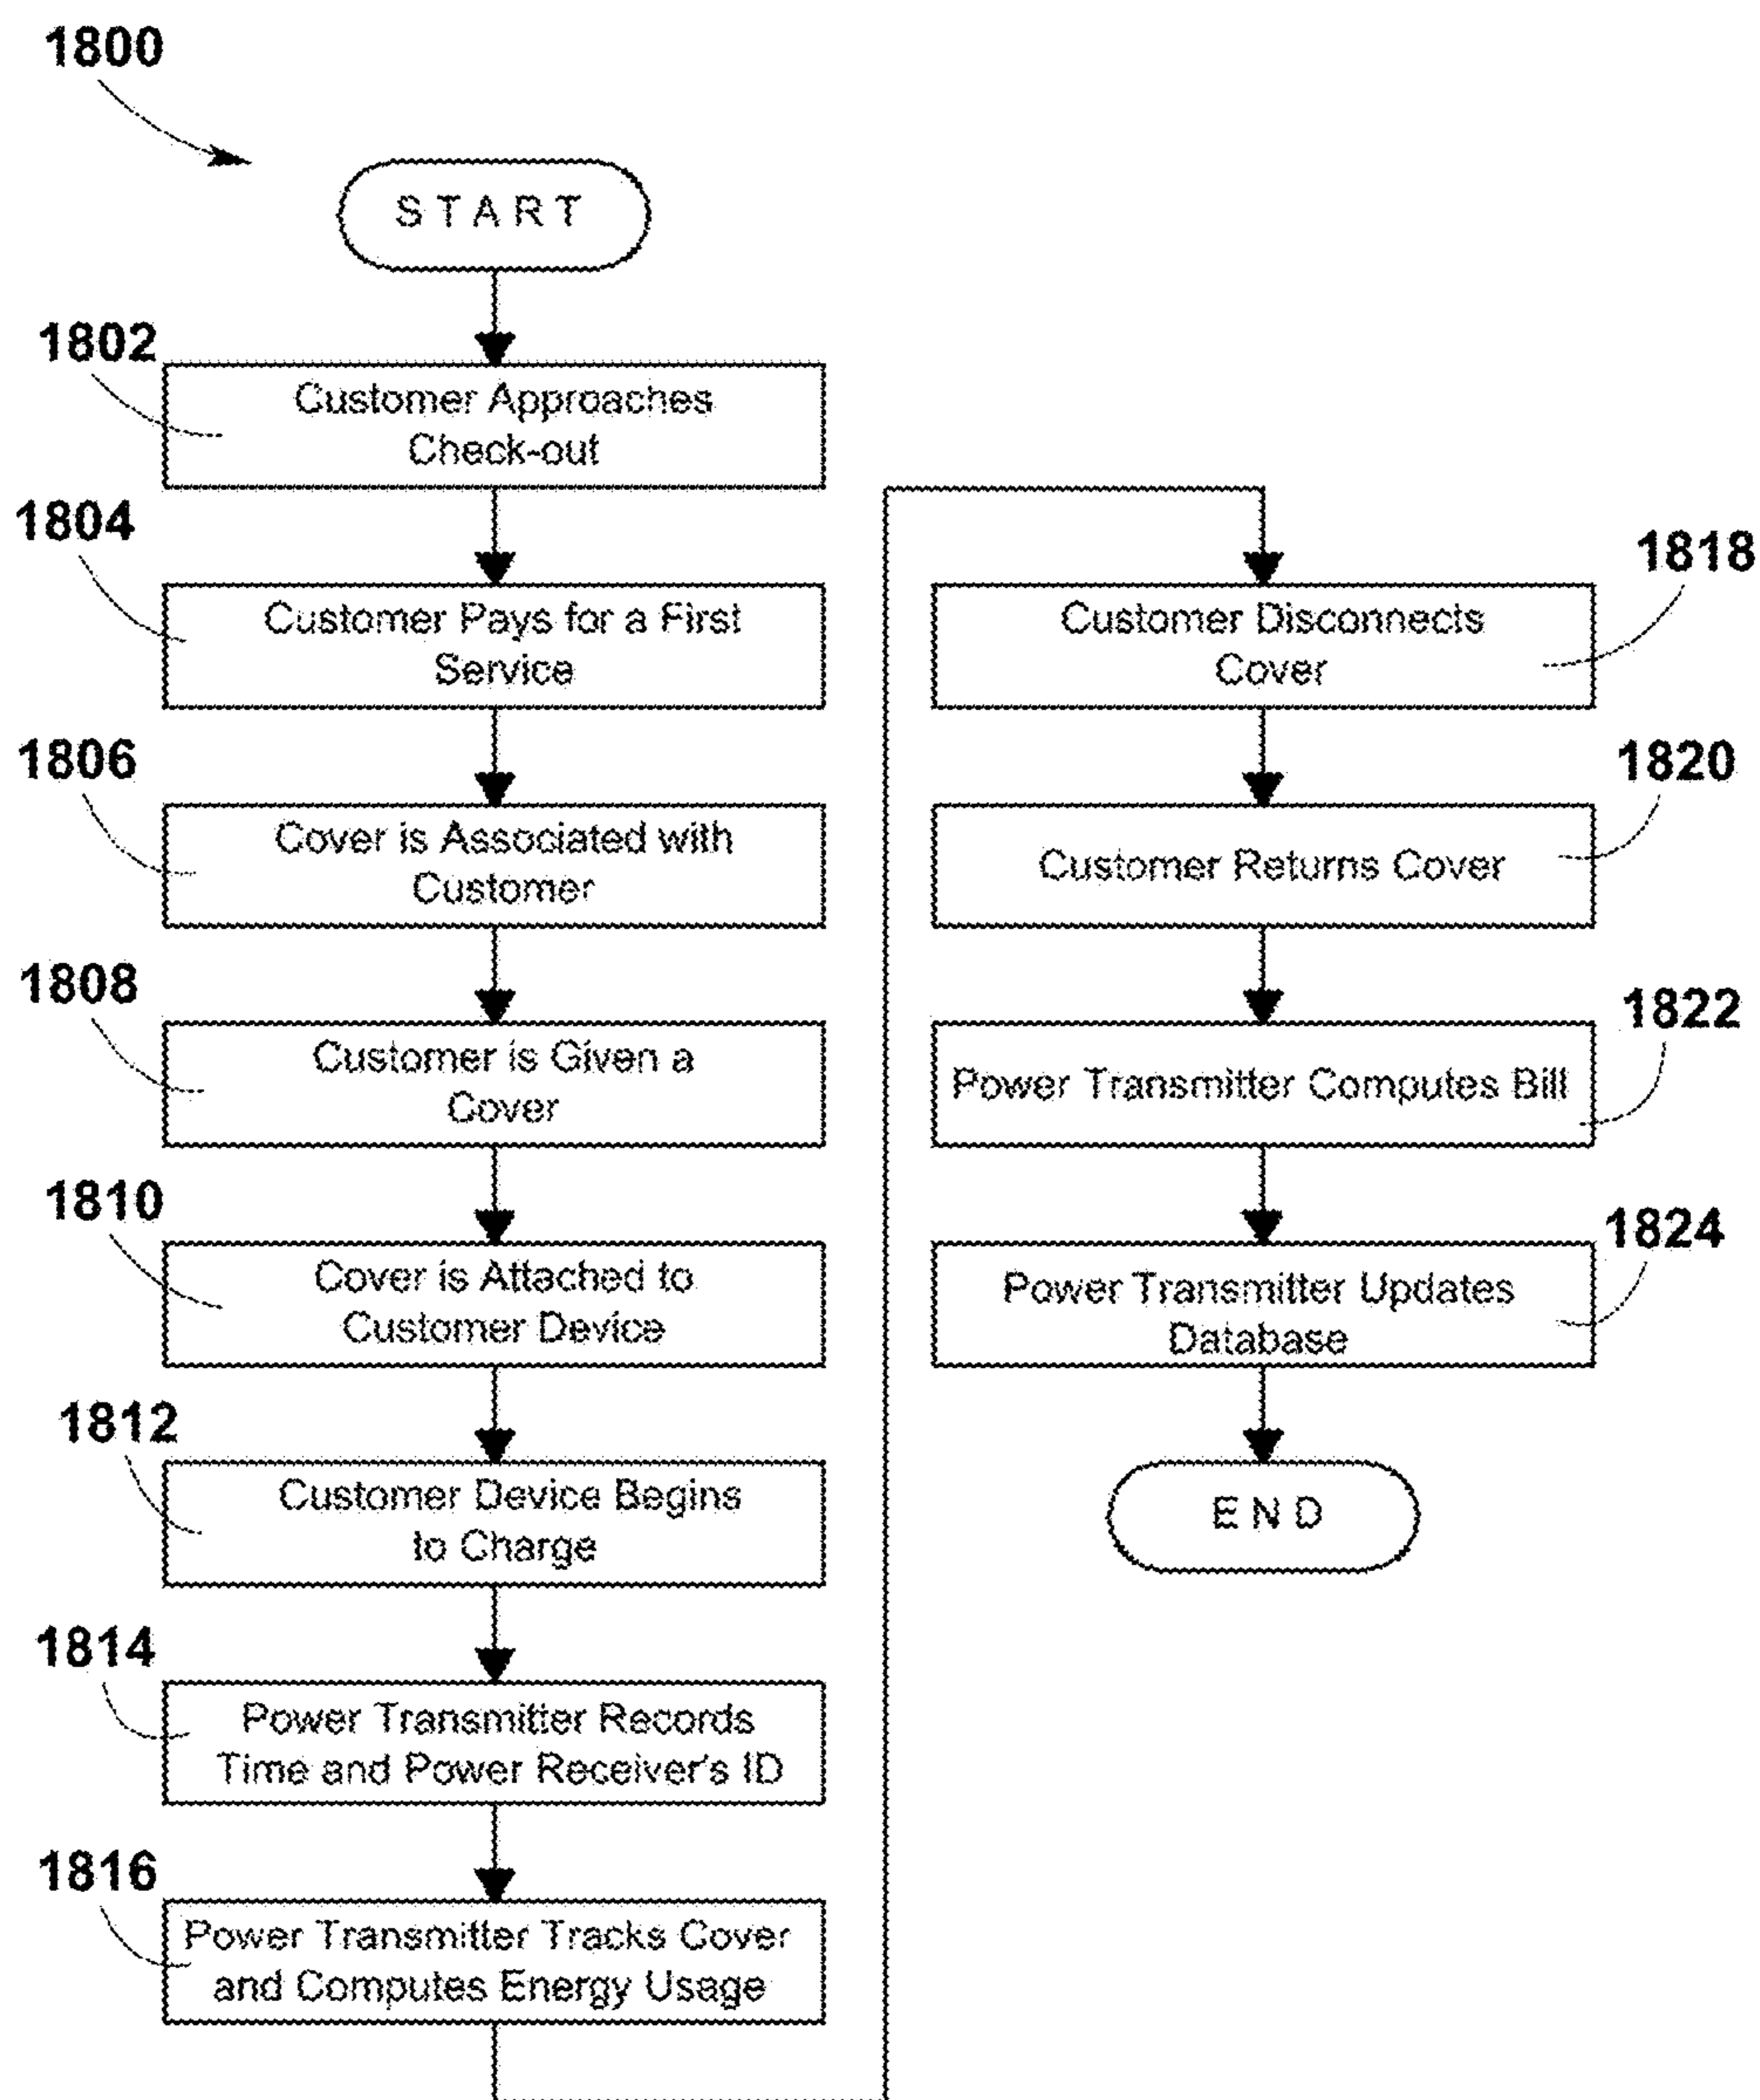 1800
START
1802
Customer Approaches
Check-out
1804
Customer Pays for a First
Service
1806
Cover is Associated with
Customer
1808
Customer is Given a
Cover
1810
Cover is Attached to
Customer Device
1812
Customer Device Begins
to Charge
1814
Power Transmitter Records
Time and Power Receiver's ID
1816
Power Transmitter Tracks Cover
and Computes Energy Usage
1818
Customer Disconnects
Cover
1820
Customer Returns Cover
1822
Power Transmitter Computes Bill
1824
Power Transmitter Updates
Database
END